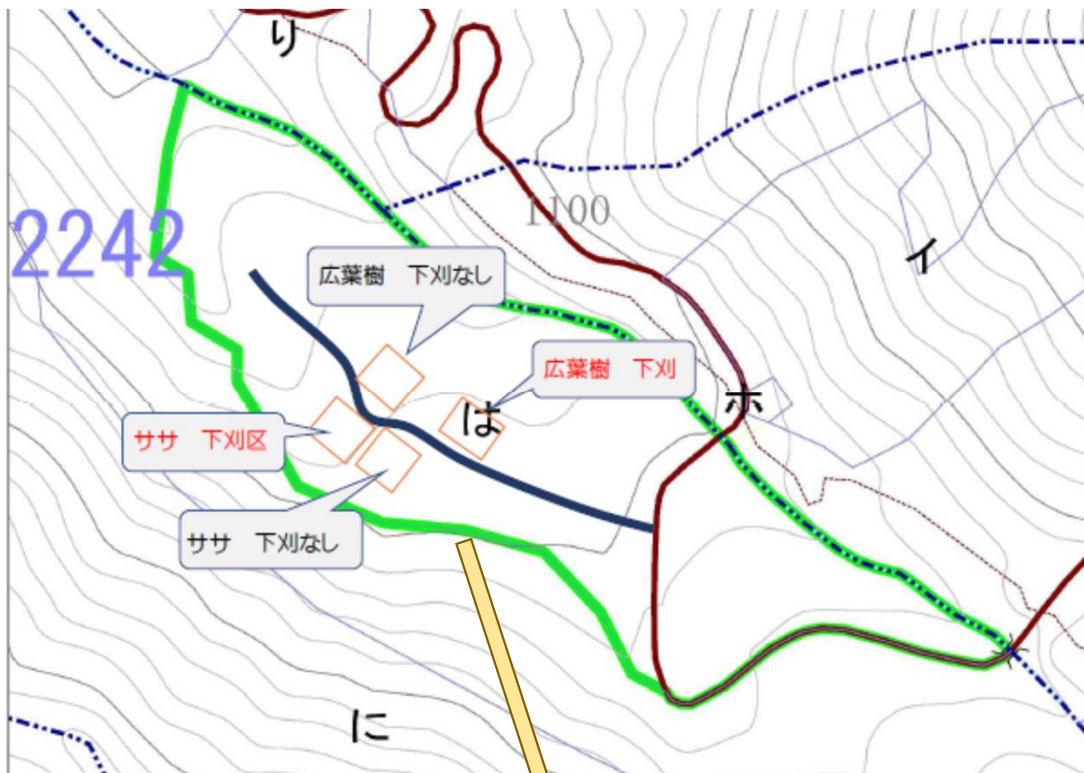 り
2242
1100
イ
広葉樹　下刈なし
広葉樹　下刈
ホ
は
ササ　下刈区
ササ　下刈なし
に